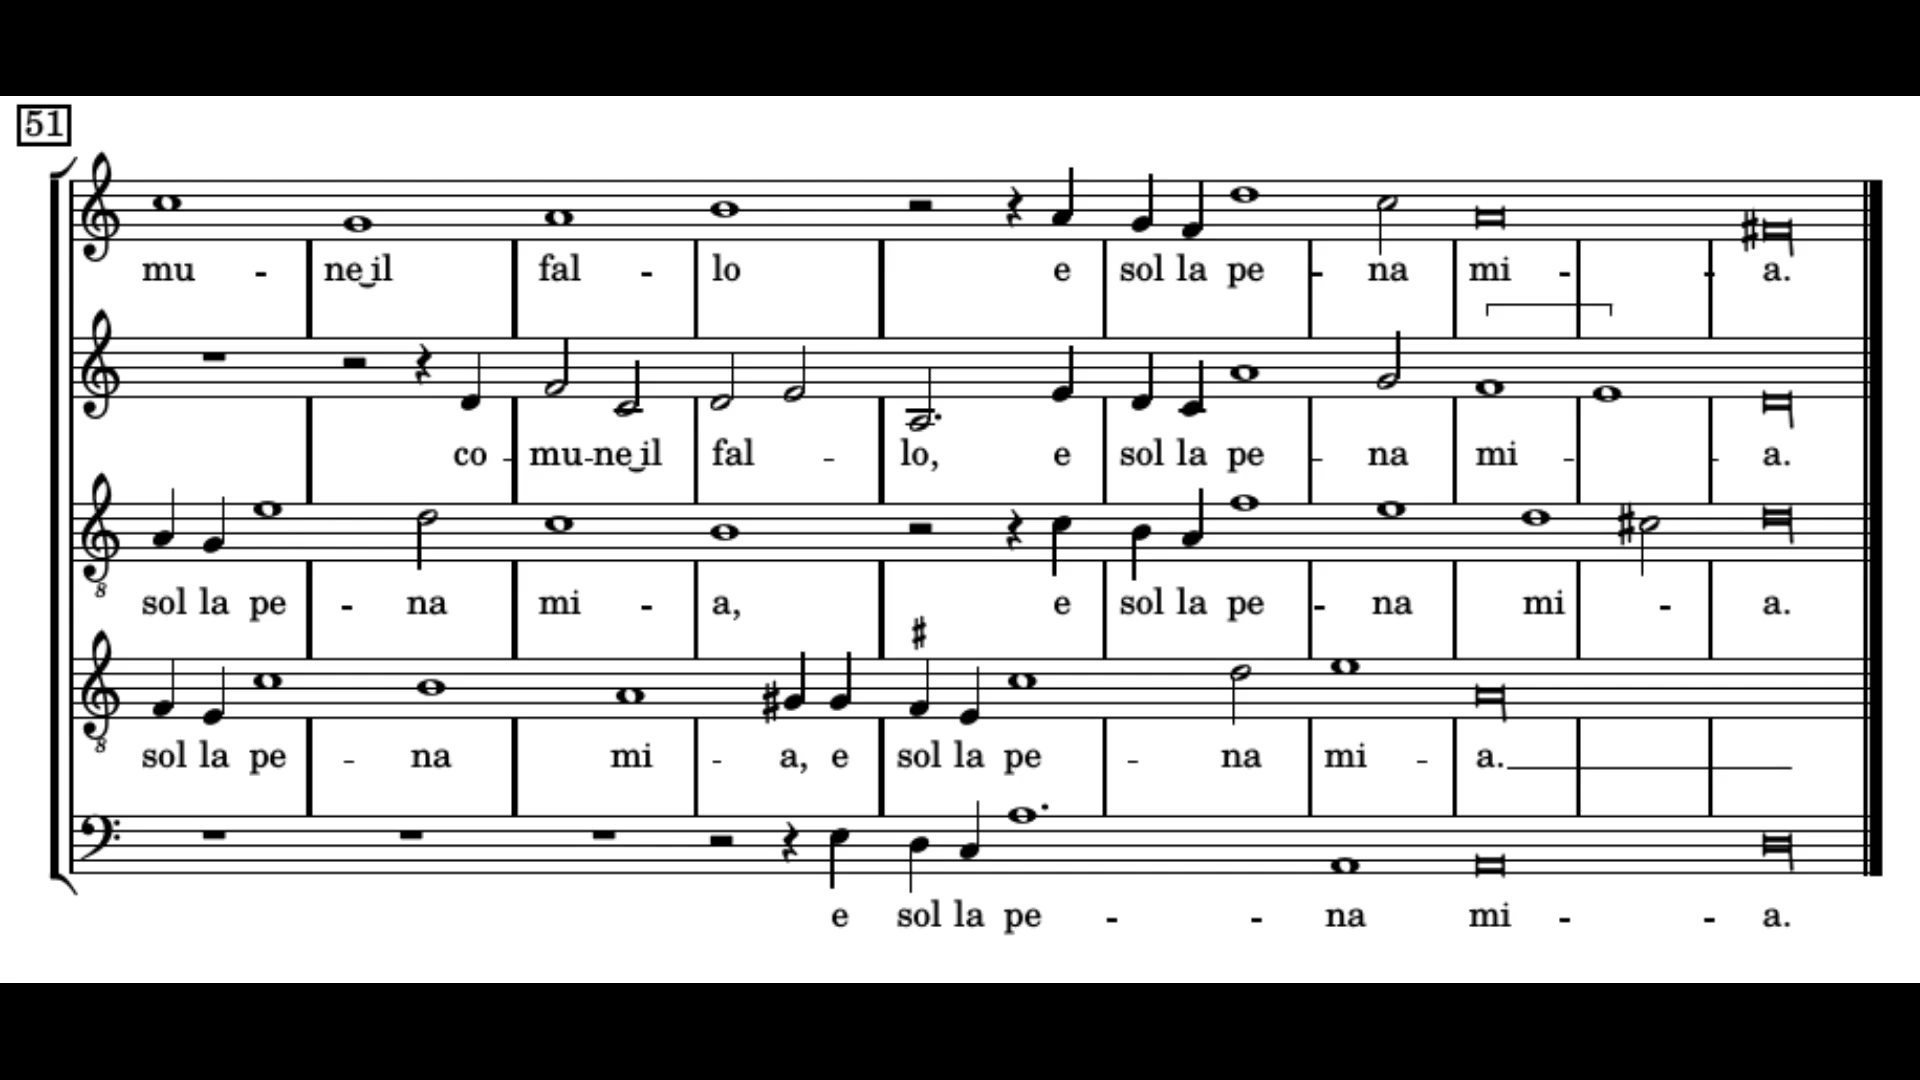 51
mu - ne il fal - lo e sol la pe - na mi - - a.
co - mu - ne il fal - lo, e sol la pe - na mi - - a.
sol la pe - na mi - a, e sol la pe - na mi - a.
sol la pe - na mi - a, e sol la pe - na mi - a.
e sol la pe - - na mi - - a.